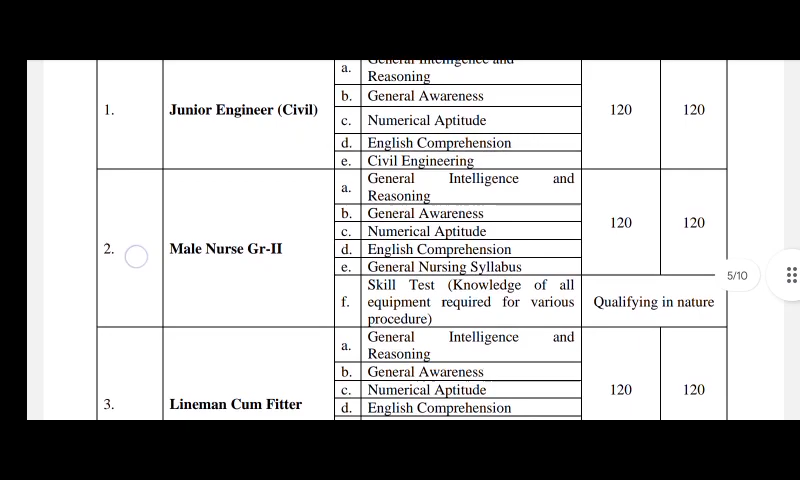 a. General Intelligence and
Reasoning
b. General Awareness
1. Junior Engineer (Civil) 120 120
c. Numerical Aptitude
d. English Comprehension
e. Civil Engineering
a. General Intelligence and
Reasoning
b. General Awareness
c. Numerical Aptitude 120 120
2. Male Nurse Gr-II d. English Comprehension
e. General Nursing Syllabus
5/10
Skill Test (Knowledge of all
f. equipment required for various Qualifying in nature
procedure)
a. General Intelligence and
Reasoning
b. General Awareness
c. Numerical Aptitude 120 120
3. Lineman Cum Fitter d. English Comprehension